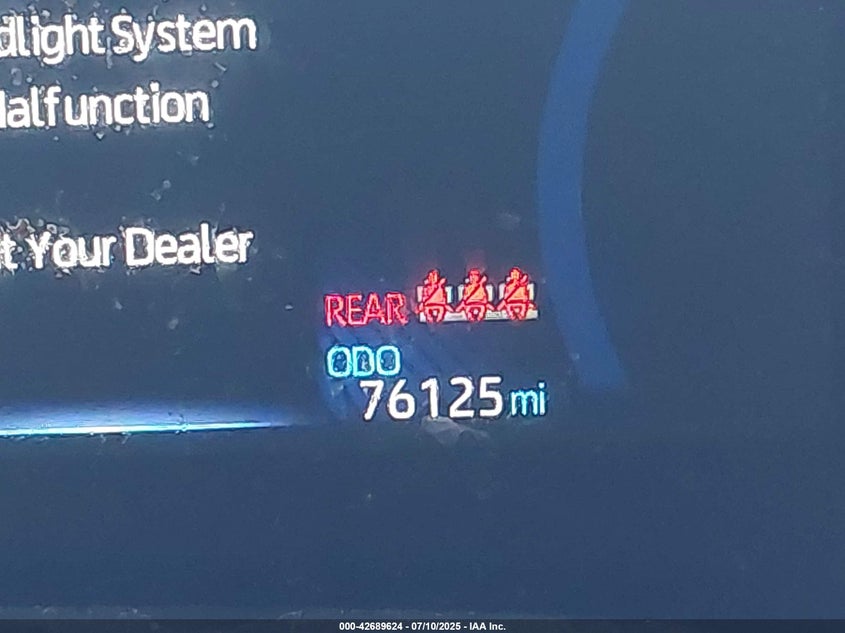 dlight System
alfunction
t Your Dealer
REAR
ODO
76125 mi
000-42689624 - 07/10/2025 - IAA Inc.